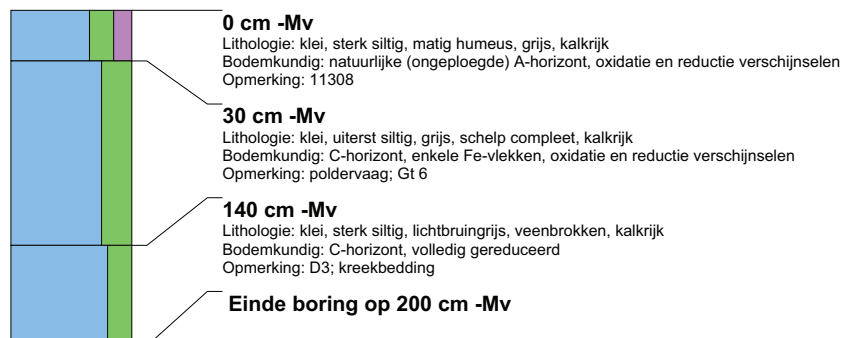 0 cm -Mv
Lithologie: klei, sterk siltig, matig humeus, grijs, kalkrijk
Bodemkundig: natuurlijke (ongeploegde) A-horizont, oxidatie en reductie verschijnselen
Opmerking: 11308
30 cm -Mv
Lithologie: klei, uiterst siltig, grijs, schelp compleet, kalkrijk
Bodemkundig: C-horizont, enkele Fe-vlekken, oxidatie en reductie verschijnselen
Opmerking: poldervaag; Gt 6
140 cm -Mv
Lithologie: klei, sterk siltig, lichtbruingrijs, veenbrokken, kalkrijk
Bodemkundig: C-horizont, volledig gereduceerd
Opmerking: D3; kreekbedding
Einde boring op 200 cm -Mv